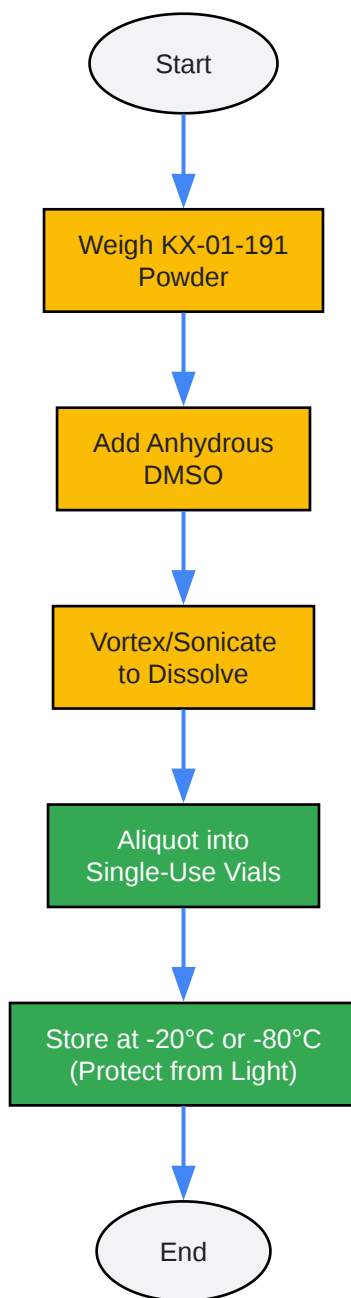 Start
Weigh KX-01-191
Powder
Add Anhydrous
DMSO
Vortex/Sonicate
to Dissolve
Aliquot into
Single-Use Vials
Store at -20°C or -80°C
(Protect from Light)
End